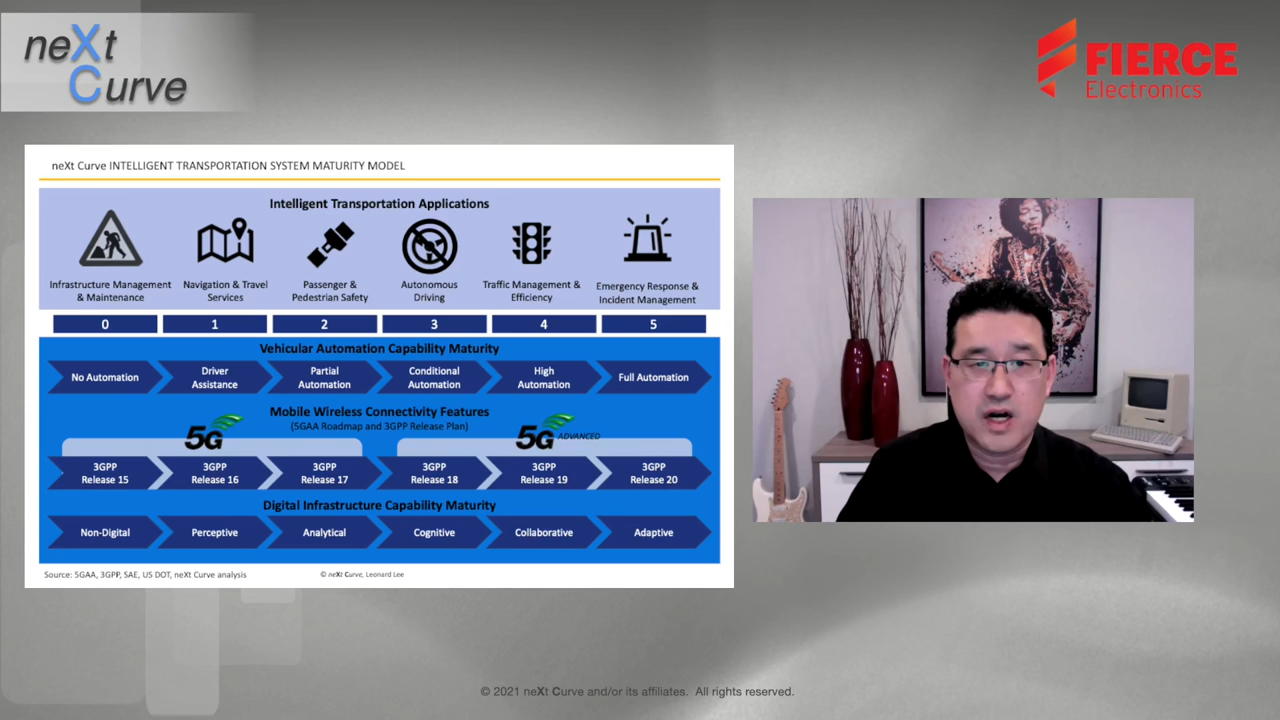 neXt
Curve
FIERCE
Electronics
neXt Curve INTELLIGENT TRANSPORTATION SYSTEM MATURITY MODEL
Intelligent Transportation Applications
Infrastructure Management
& Maintenance
Navigation & Travel
Services
Passenger &
Pedestrian Safety
Autonomous
Driving
Traffic Management &
Efficiency
Emergency Response &
Incident Management
0
1
2
3
4
5
Vehicular Automation Capability Maturity
No Automation
Driver
Assistance
Partial
Automation
Conditional
Automation
High
Automation
Full Automation
Mobile Wireless Connectivity Features
(5GAA Roadmap and 3GPP Release Plan)
5G
5G ADVANCED
3GPP
Release 15
3GPP
Release 16
3GPP
Release 17
3GPP
Release 18
3GPP
Release 19
3GPP
Release 20
Digital Infrastructure Capability Maturity
Non-Digital
Perceptive
Analytical
Cognitive
Collaborative
Adaptive
Source: 5GAA, 3GPP, SAE, US DOT, neXt Curve analysis
© neXt Curve, Leonard Lee
© 2021 neXt Curve and/or its affiliates. All rights reserved.